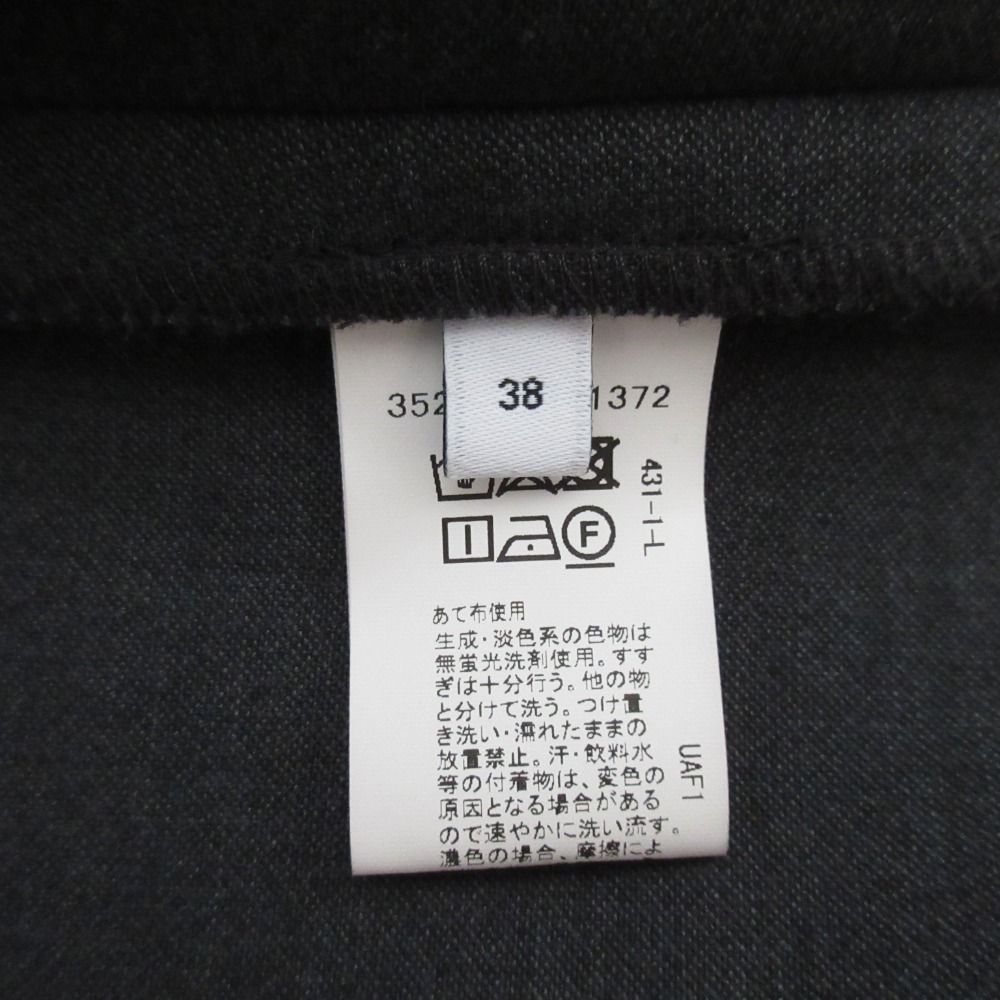 38
352 1372
431-1-L
F
あて布使用
生成・淡色系の色物は
無蛍光洗剤使用。すす
ぎは十分行う。他の物
と分けて洗う。つけ置
き洗い・濡れたままの
放置禁止。汗・飲料水
等の付着物は、変色の
原因となる場合がある
ので速やかに洗い流す。
濃色の場合、摩擦によ
UAF1